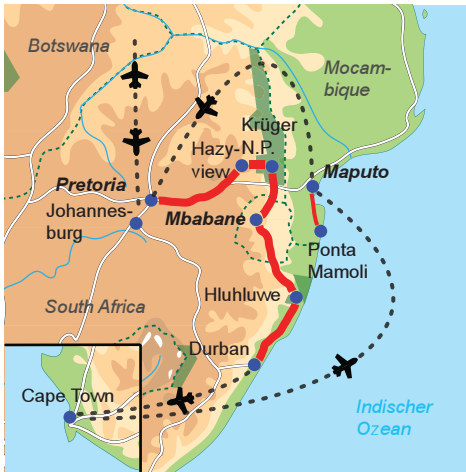 Botswana
Mocam-
bique
Krüger
Hazy-N.P.
view
Pretoria
Maputo
Johannes-
burg
Mbabane
Ponta
Mamoli
Hluhluwe
South Africa
Durban
Cape Town
Indischer
Ozean